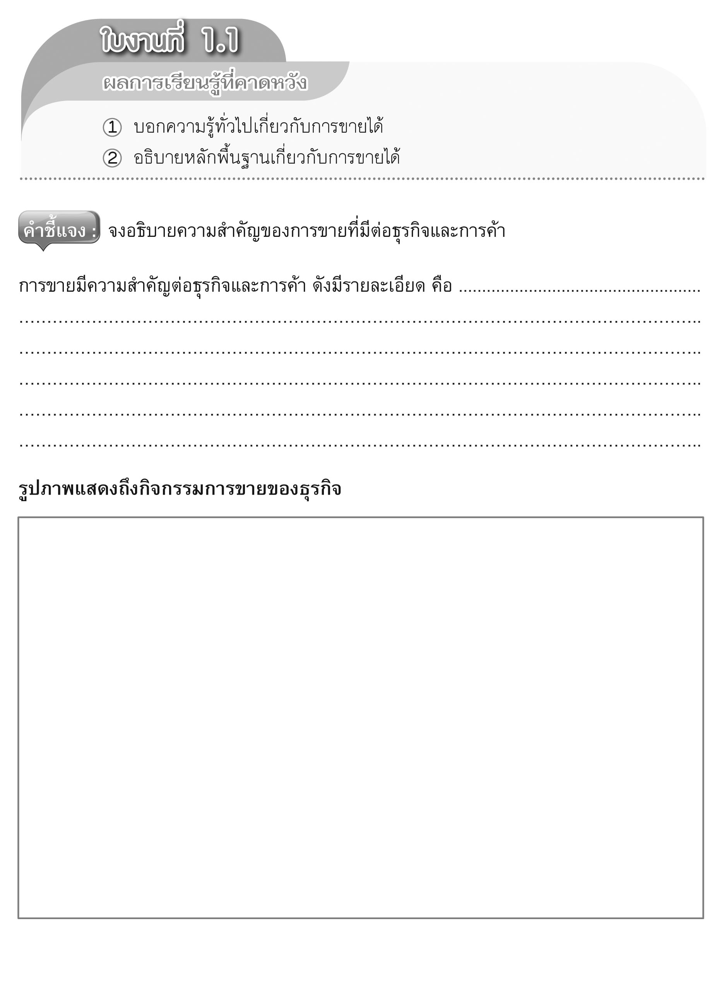 ใบงานที่ 1.1
ผลการเรียนรู้ที่คาดหวัง
1 บอกความรู้ทั่วไปเกี่ยวกับการขายได้
2 อธิบายหลักพื้นฐานเกี่ยวกับการขายได้
คำชี้แจง : จงอธิบายความสำคัญของการขายที่มีต่อธุรกิจและการค้า
การขายมีความสำคัญต่อธุรกิจและการค้า ดังมีรายละเอียด คือ ....................................................
....................................................................................................................................
....................................................................................................................................
....................................................................................................................................
....................................................................................................................................
....................................................................................................................................
รูปภาพแสดงถึงกิจกรรมการขายของธุรกิจ